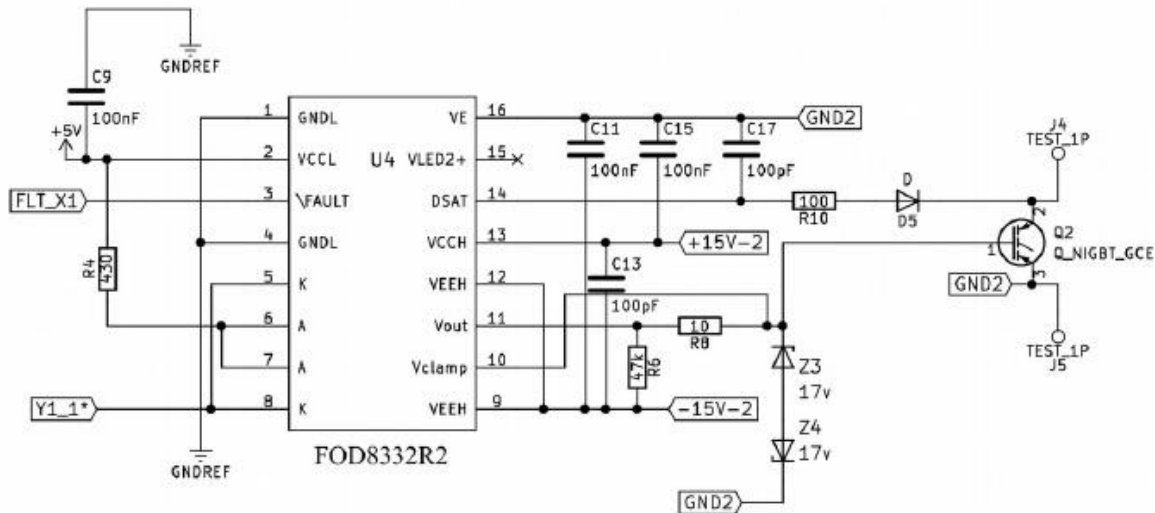 GNDREF
C9
100nF
+5V
FLT_X1
R4
430
Y1_1*
GNDREF
1 GNDL
2 VCCL
3 \FAULT
4 GNDL
5 K
6 A
7 A
8 K
U4
VE 16
VLED2+ 15
DSAT 14
VCCH 13
VEEH 12
Vout 11
Vclamp 10
VEEH 9
FOD8332R2
C11
100nF
C15
100nF
C17
100pF
GND2
100
R10
D
D5
+15V-2
C13
100pF
10
R8
47k
R6
-15V-2
Z3
17v
Z4
17v
GND2
J4
TEST_1P
2
1
3
Q2
Q_NIGBT_GCE
GND2
TEST_1P
J5